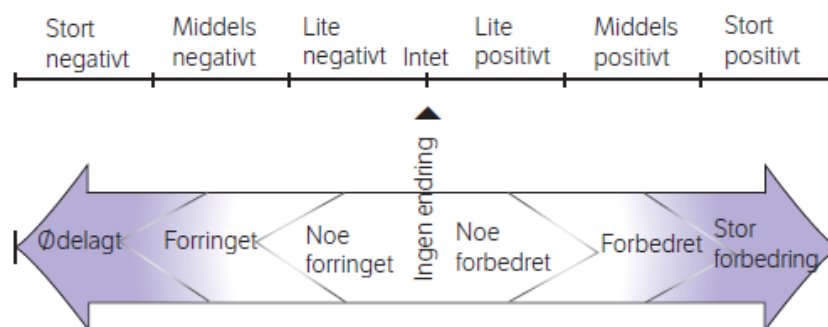 Stort
negativt
Middels
negativt
Lite
negativt
Intet
Lite
positivt
Middels
positivt
Stort
positivt
Ødelagt
Forringet
Noe
forringet
Ingen endring
Noe
forbedret
Forbedret
Stor
forbedring